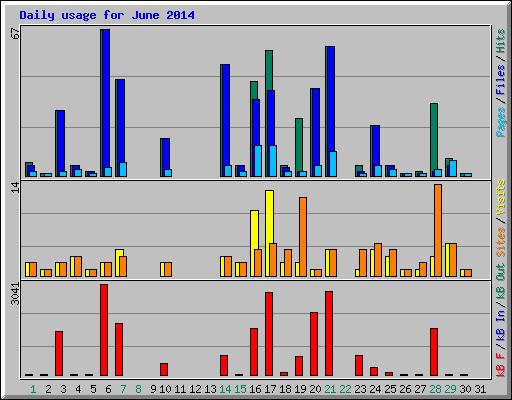 Daily usage for June 2014
67
Pages/Files/Hits
14
Sites/Visits
3041
kB F/kB In/kB Out
1 2 3 4 5 6 7 8 9 10 11 12 13 14 15 16 17 18 19 20 21 22 23 24 25 26 27 28 29 30 31